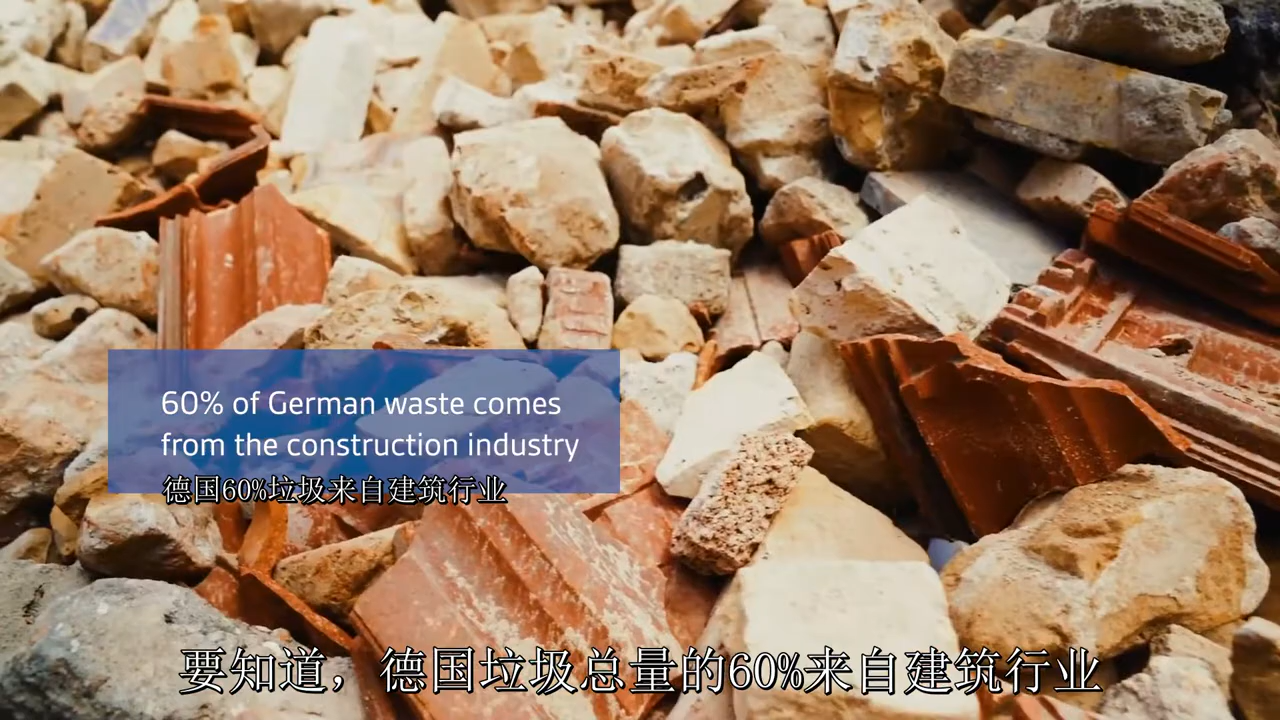 60% of German waste comes
from the construction industry
德国60%垃圾来自建筑行业
要知道，德国垃圾总量的60%来自建筑行业